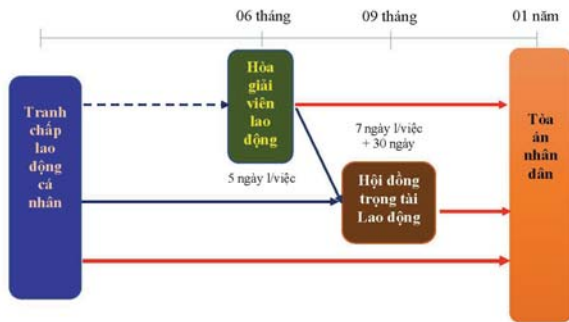 06 tháng
09 tháng
01 năm
Tranh
chấp lao
động cá
nhân
Hòa
giải
viên
lao
động
5 ngày l/việc
7 ngày l/việc
+ 30 ngày
Hội đồng
trọng tài
Lao động
Tòa
án
nhân
dân